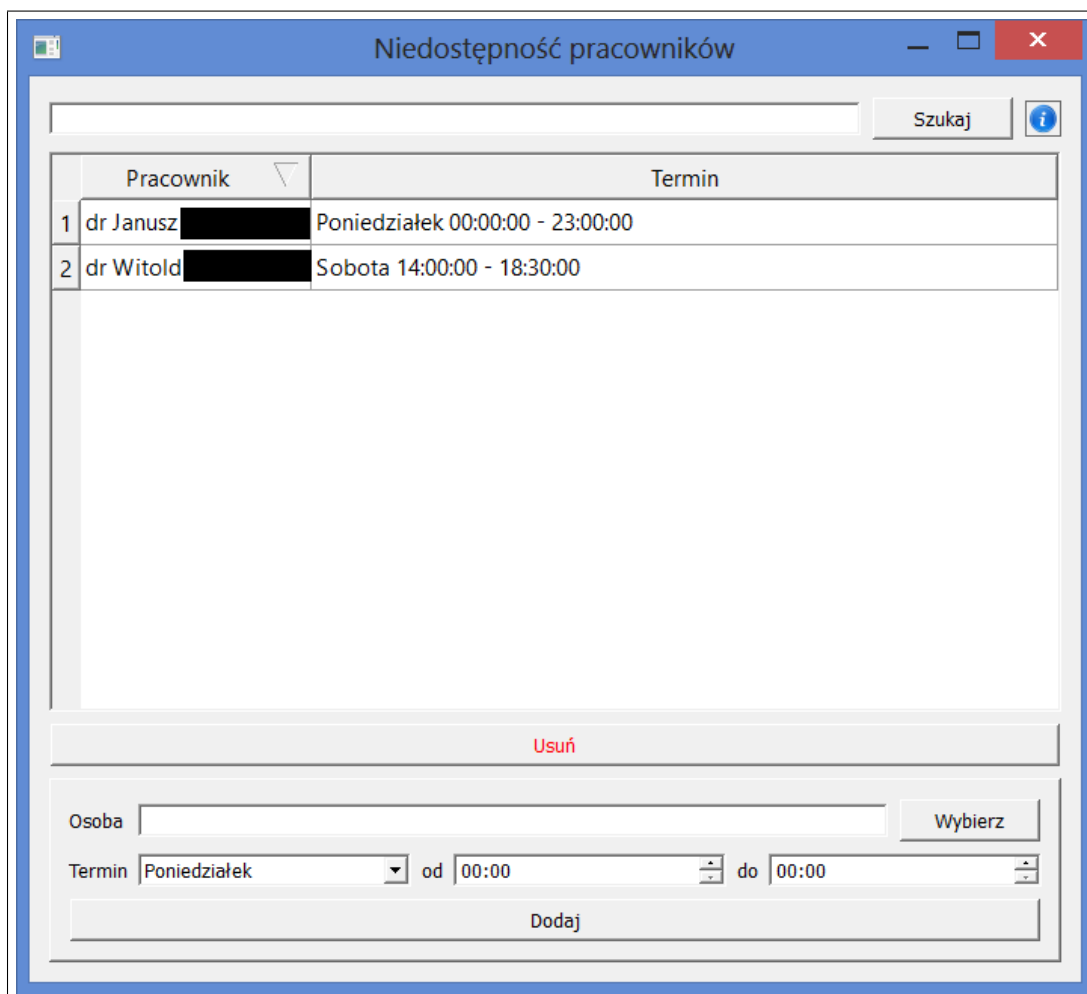 Niedostępność pracowników
Szukaj
Pracownik Termin
1 dr Janusz Poniedziałek 00:00:00 - 23:00:00
2 dr Witold Sobota 14:00:00 - 18:30:00
Usuń
Osoba Wybierz
Termin Poniedziałek od 00:00 do 00:00
Dodaj